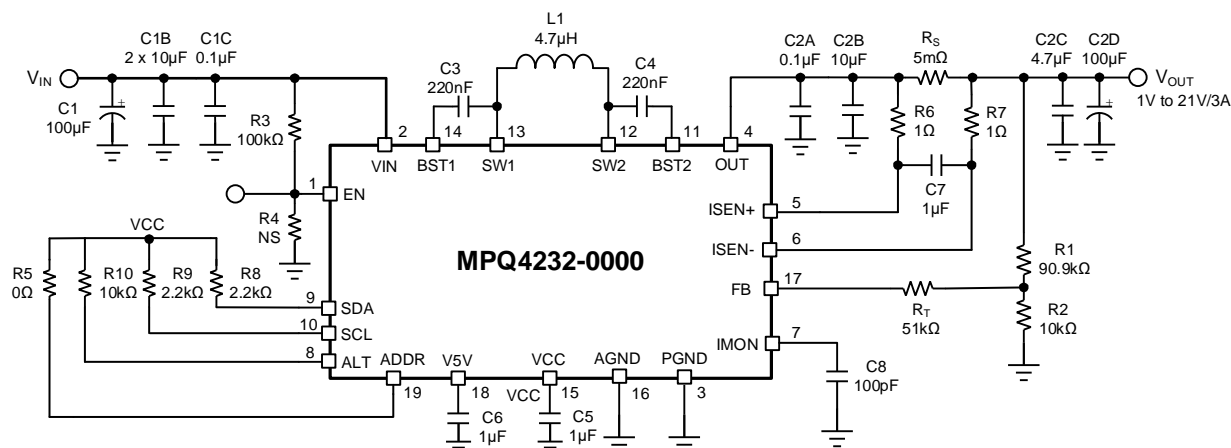 V_IN
C1
100µF
C1B
2 x 10µF
C1C
0.1µF
R3
100kΩ
R4
NS
C3
220nF
L1
4.7µH
C4
220nF
C2A
0.1µF
C2B
10µF
R_S
5mΩ
C2C
4.7µF
C2D
100µF
V_OUT
1V to 21V/3A
R6
1Ω
R7
1Ω
C7
1µF
2
14
13
12
11
4
VIN
BST1
SW1
SW2
BST2
OUT
1
EN
ISEN+
5
ISEN-
6
MPQ4232-0000
FB
17
R_T
51kΩ
R1
90.9kΩ
R2
10kΩ
IMON
7
C8
100pF
VCC
R5
0Ω
R10
10kΩ
R9
2.2kΩ
R8
2.2kΩ
9
SDA
10
SCL
8
ALT
ADDR
V5V
VCC
AGND
PGND
19
18
VCC
15
16
3
C6
1µF
C5
1µF